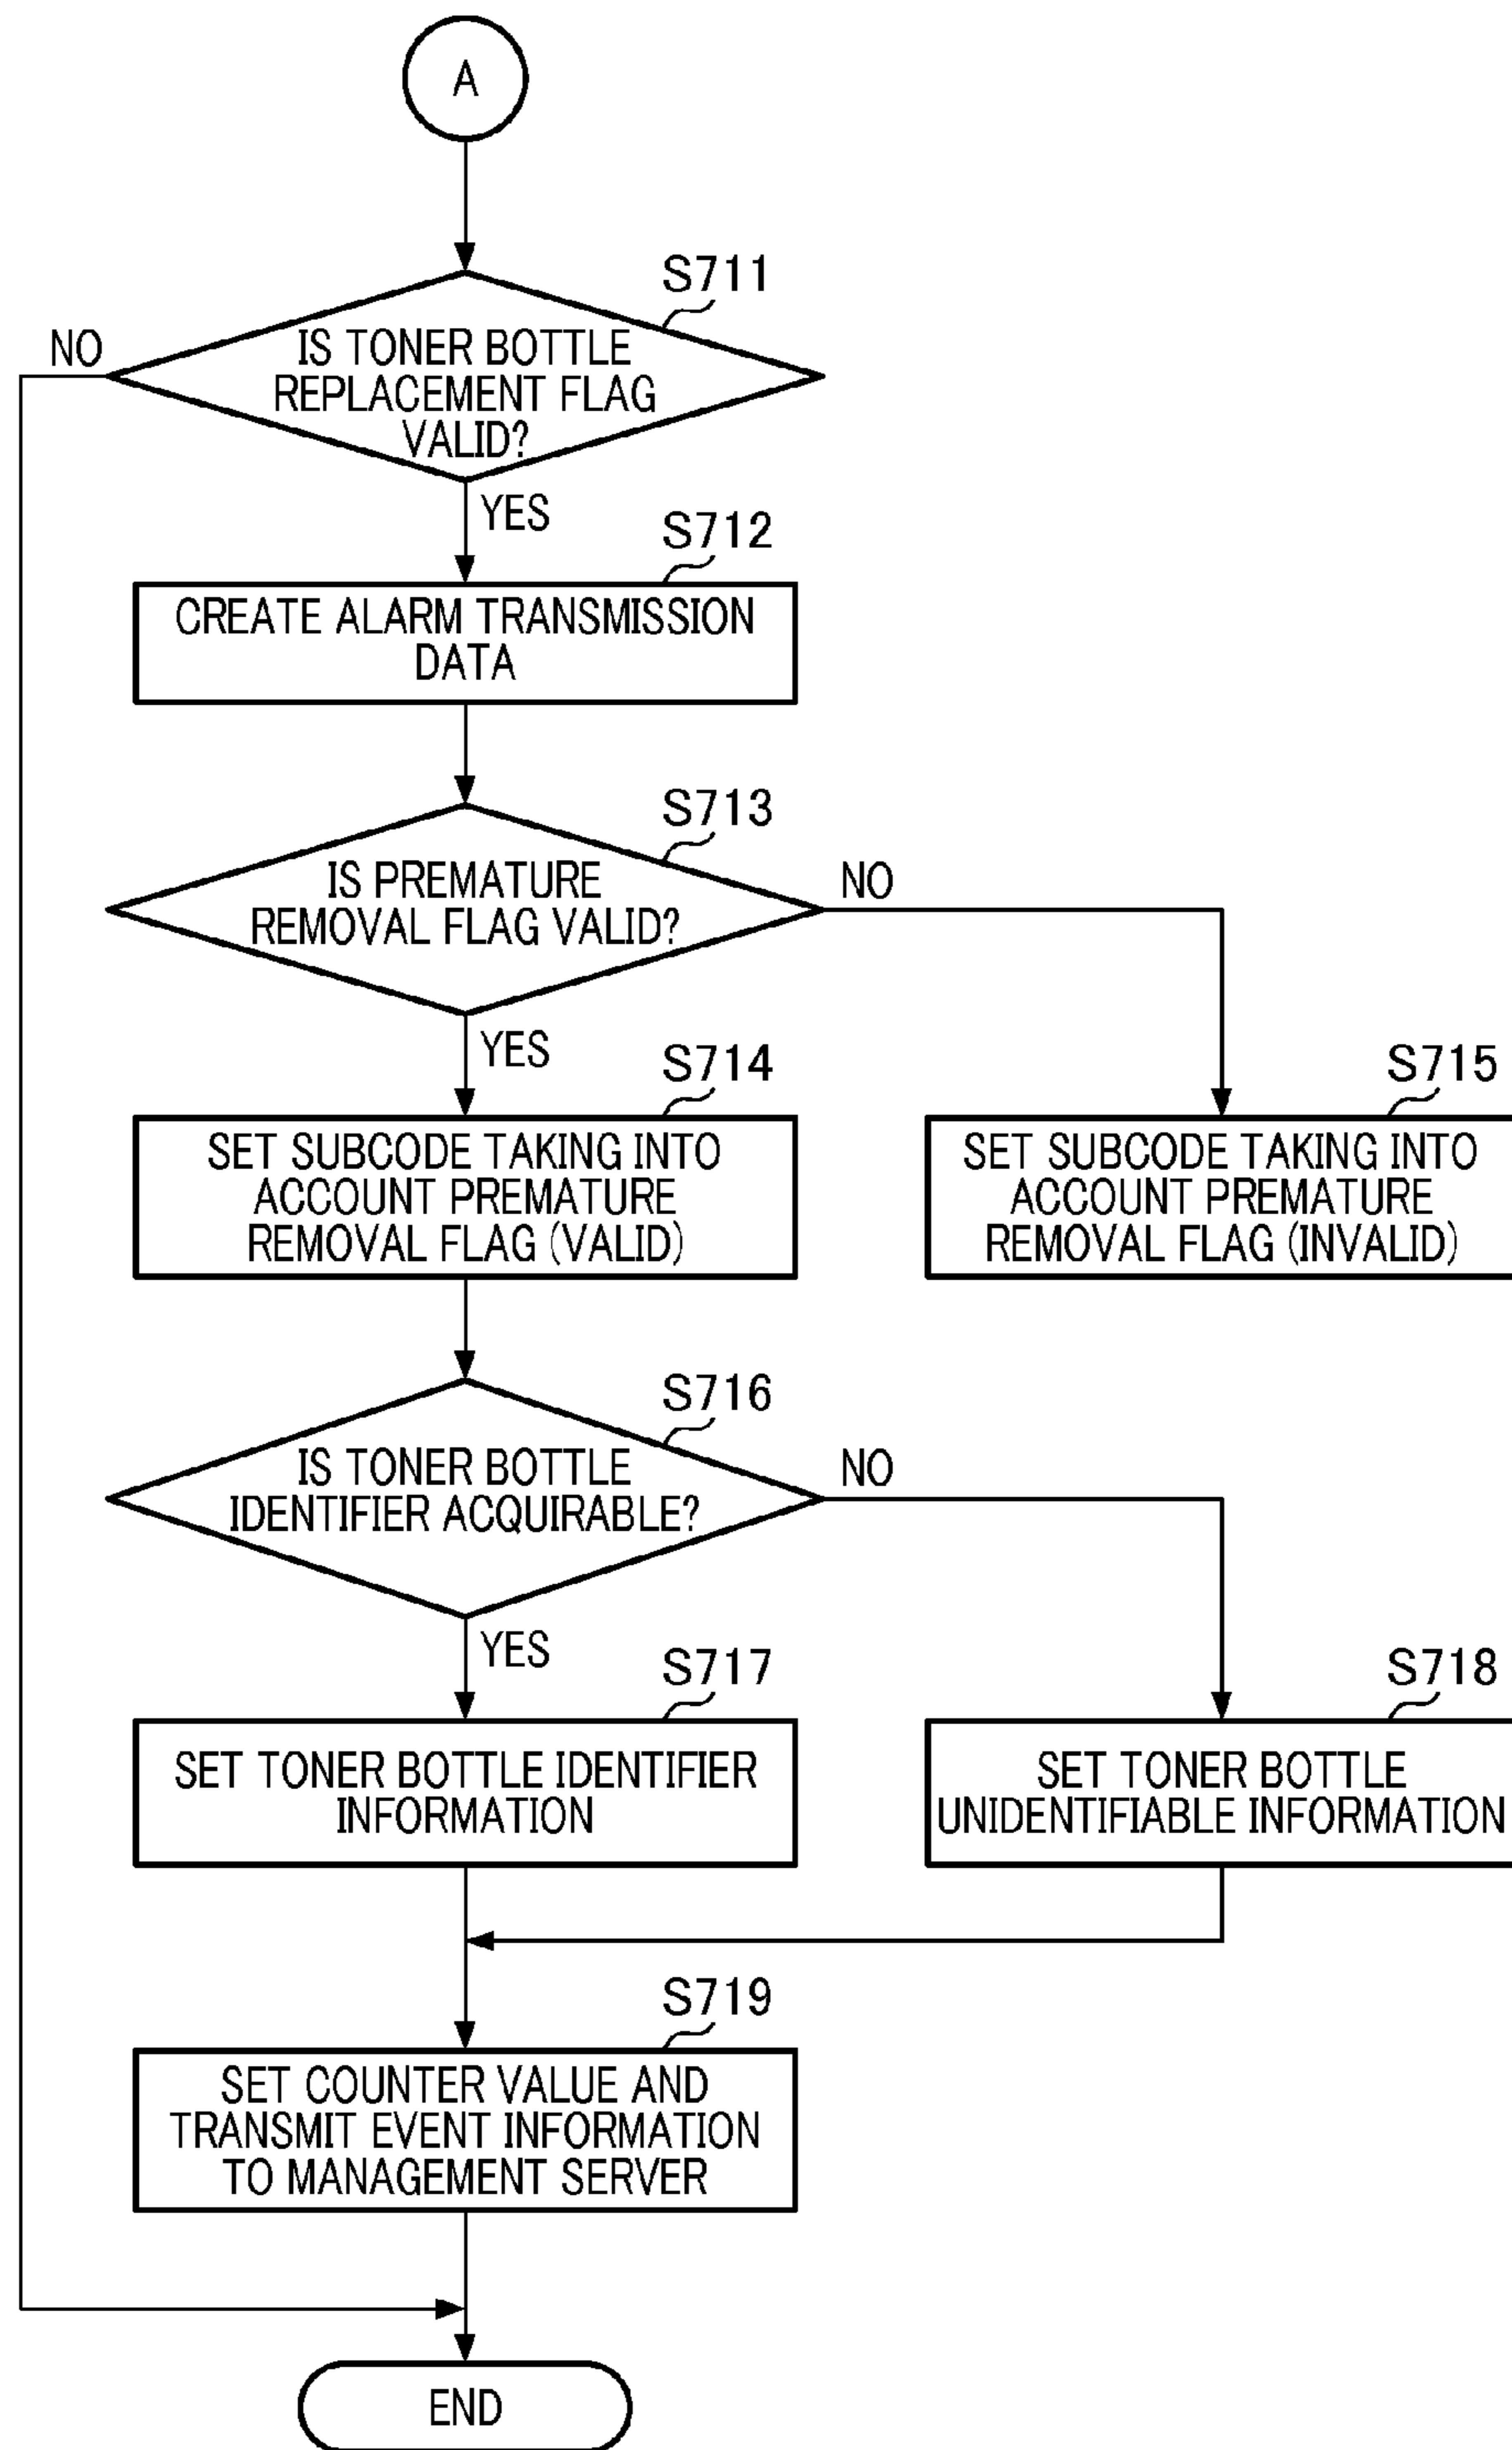 A
S711
NO
IS TONER BOTTLE
REPLACEMENT FLAG
VALID?
YES
S712
CREATE ALARM TRANSMISSION
DATA
S713
IS PREMATURE
REMOVAL FLAG VALID?
NO
YES
S714
SET SUBCODE TAKING INTO
ACCOUNT PREMATURE
REMOVAL FLAG (VALID)
S715
SET SUBCODE TAKING INTO
ACCOUNT PREMATURE
REMOVAL FLAG (INVALID)
S716
IS TONER BOTTLE
IDENTIFIER ACQUIRABLE?
NO
YES
S717
SET TONER BOTTLE IDENTIFIER
INFORMATION
S718
SET TONER BOTTLE
UNIDENTIFIABLE INFORMATION
S719
SET COUNTER VALUE AND
TRANSMIT EVENT INFORMATION
TO MANAGEMENT SERVER
END